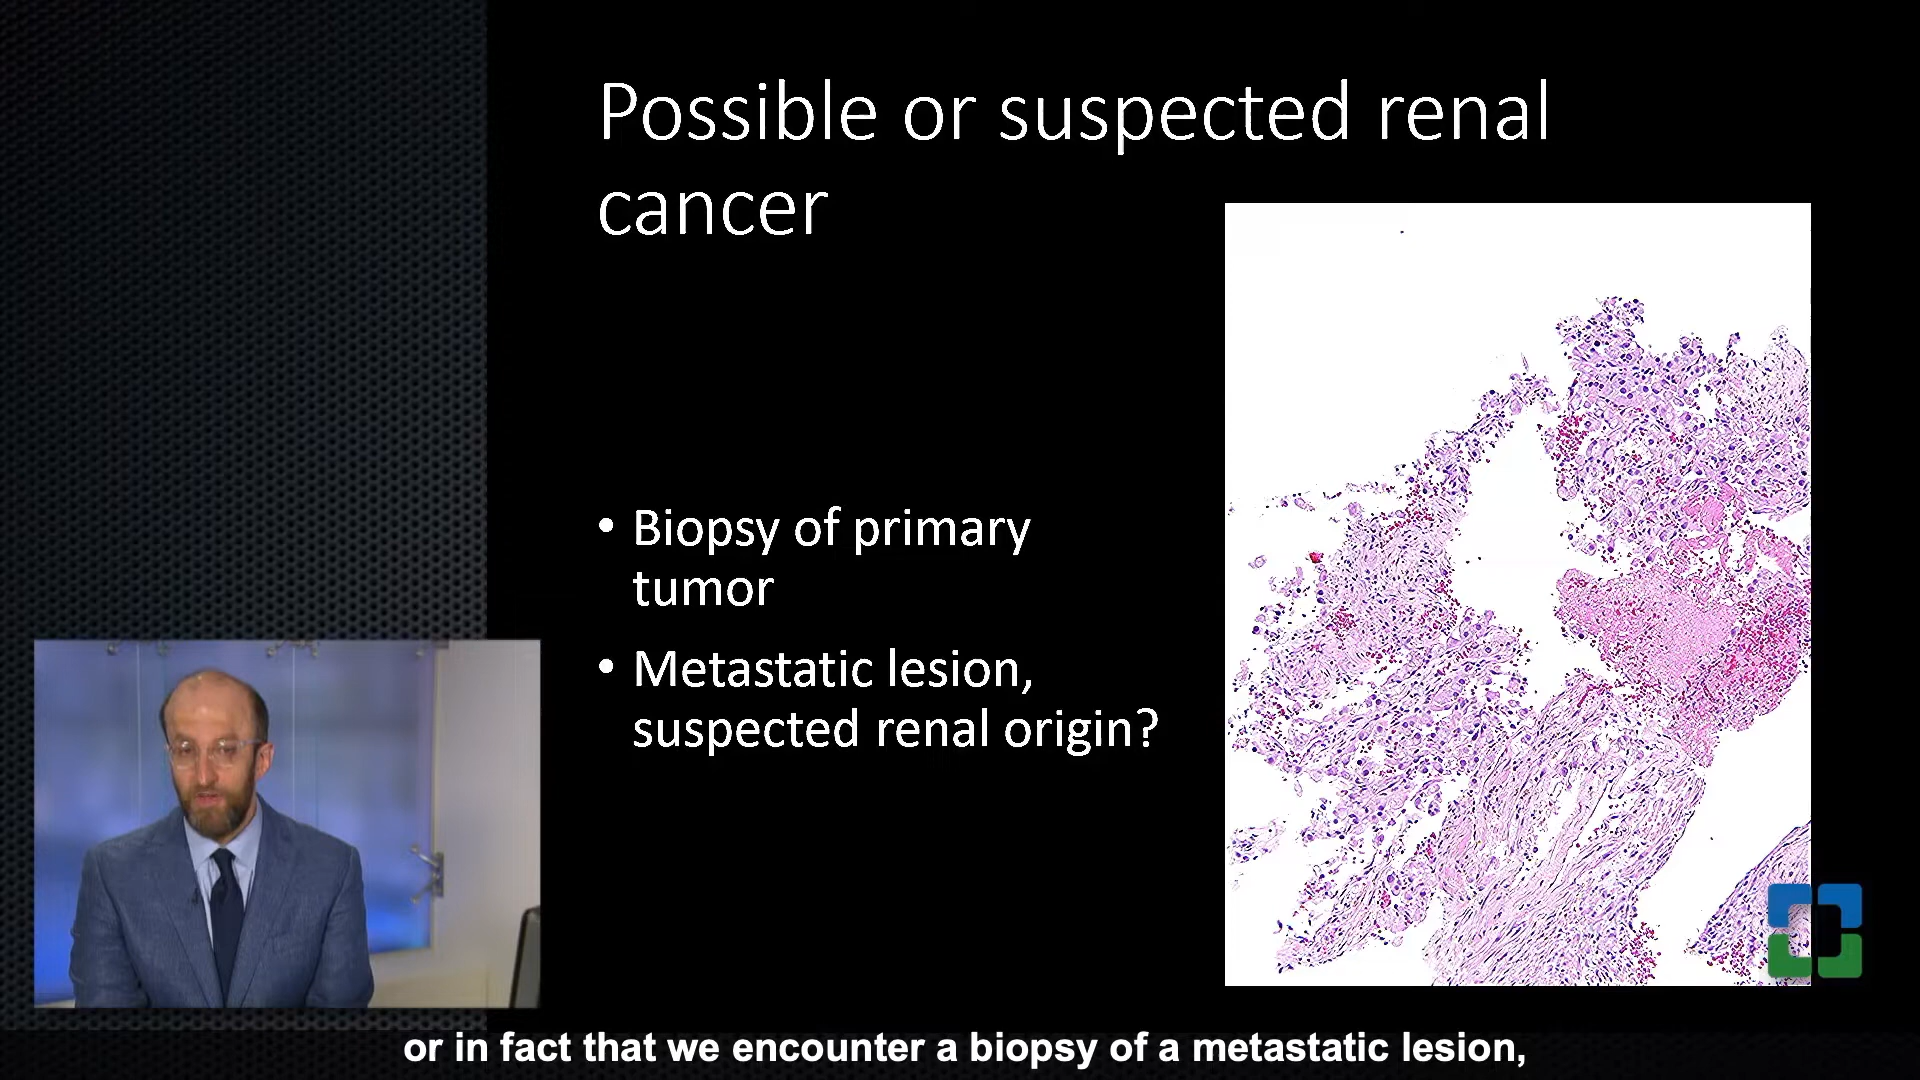 Possible or suspected renal
cancer
• Biopsy of primary
tumor
• Metastatic lesion,
suspected renal origin?
or in fact that we encounter a biopsy of a metastatic lesion,